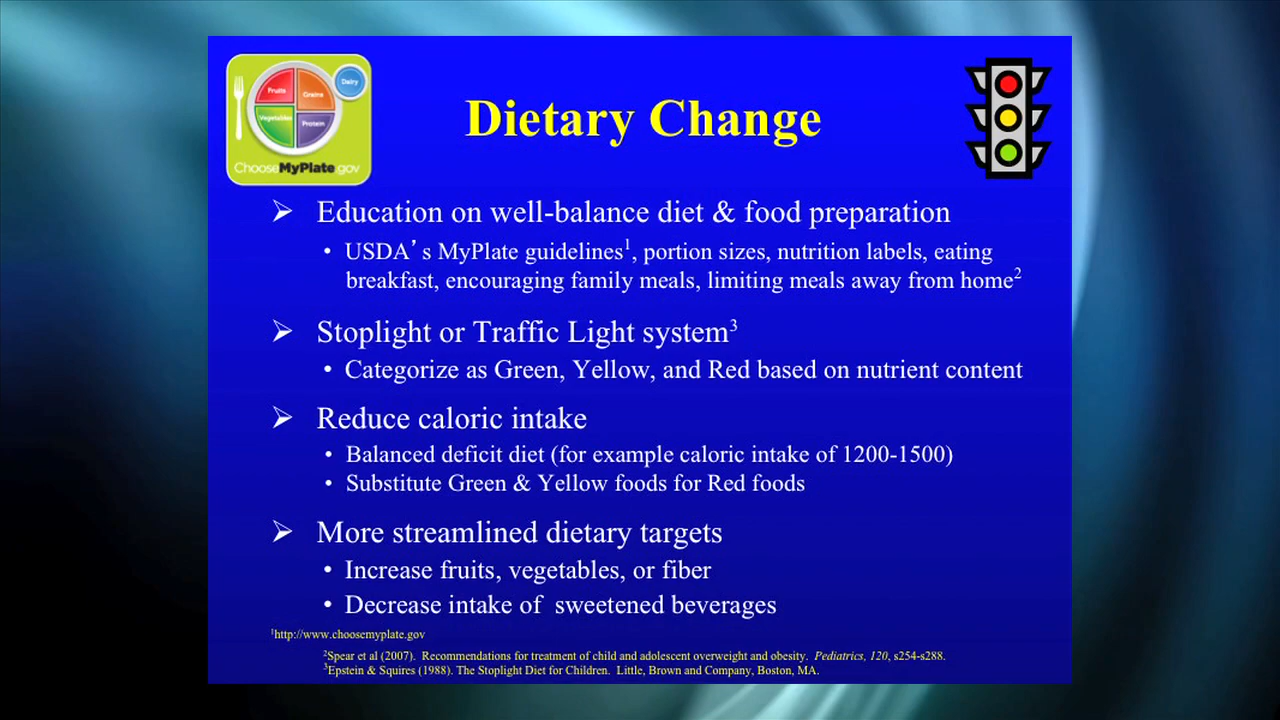 Fruits
Grains
Dairy
Vegetables
Protein
ChooseMyPlate.gov
Dietary Change
➢ Education on well-balance diet & food preparation
• USDA’s MyPlate guidelines¹, portion sizes, nutrition labels, eating
breakfast, encouraging family meals, limiting meals away from home²
➢ Stoplight or Traffic Light system³
• Categorize as Green, Yellow, and Red based on nutrient content
➢ Reduce caloric intake
• Balanced deficit diet (for example caloric intake of 1200-1500)
• Substitute Green & Yellow foods for Red foods
➢ More streamlined dietary targets
• Increase fruits, vegetables, or fiber
• Decrease intake of sweetened beverages
¹http://www.choosemyplate.gov
²Spear et al (2007). Recommendations for treatment of child and adolescent overweight and obesity. Pediatrics, 120, s254-s288.
³Epstein & Squires (1988). The Stoplight Diet for Children. Little, Brown and Company, Boston, MA.